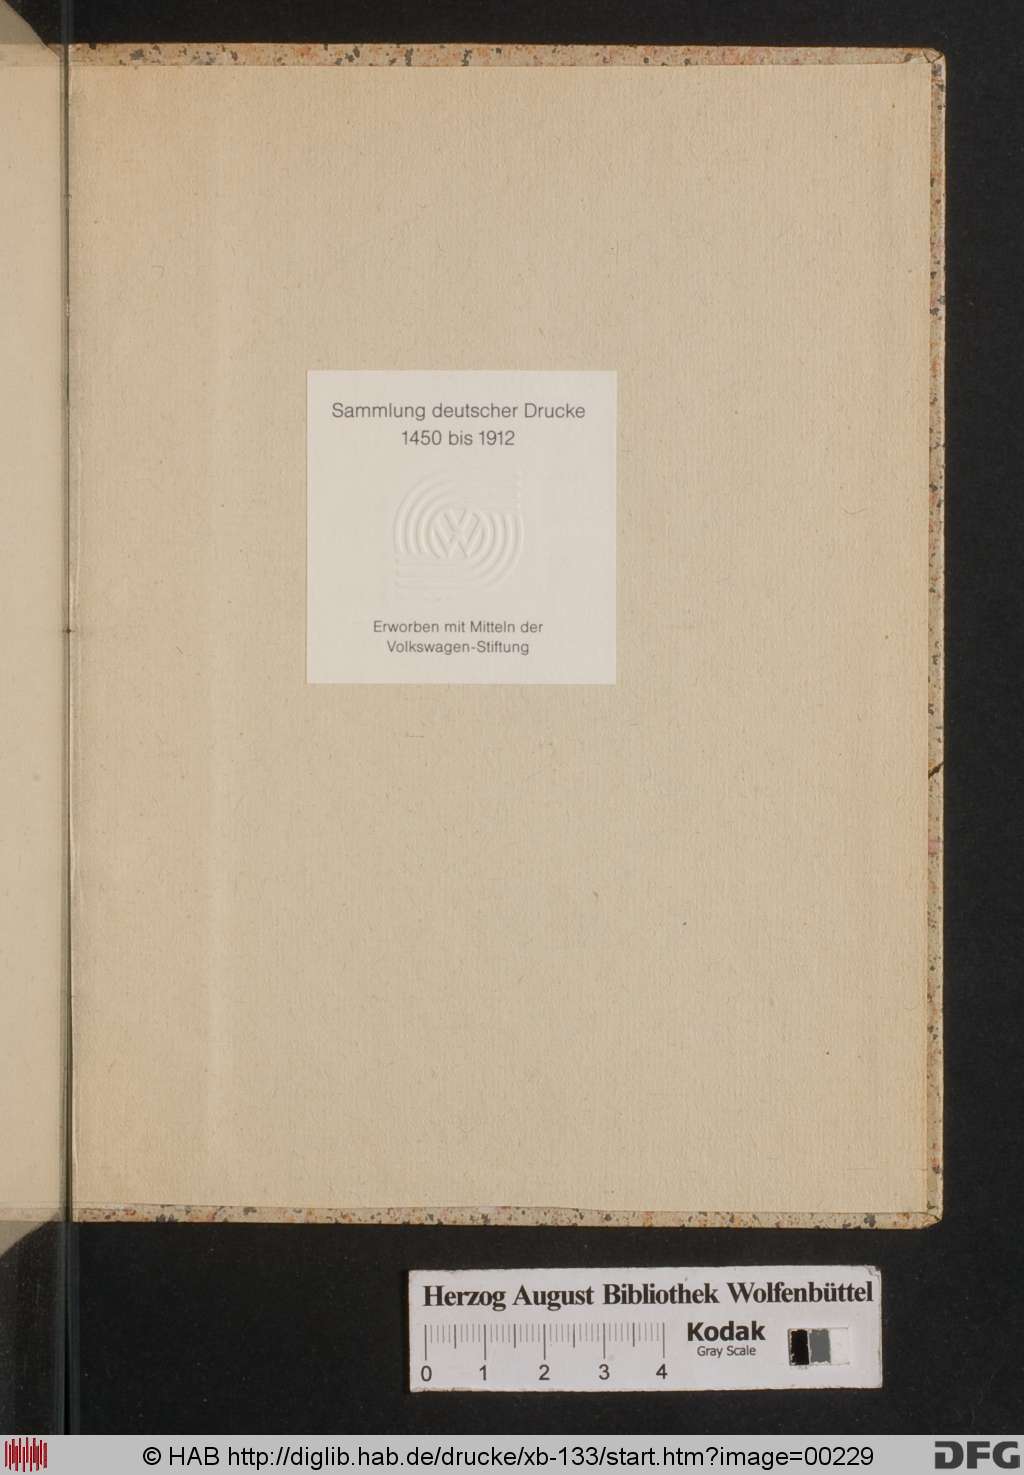 Sammlung deutscher Drucke
1450 bis 1912
VW
Erworben mit Mitteln der
Volkswagen-Stiftung
Herzog August Bibliothek Wolfenbüttel
Kodak
Gray Scale
0 1 2 3 4
© HAB http://diglib.hab.de/drucke/xb-133/start.htm?image=00229
DFG